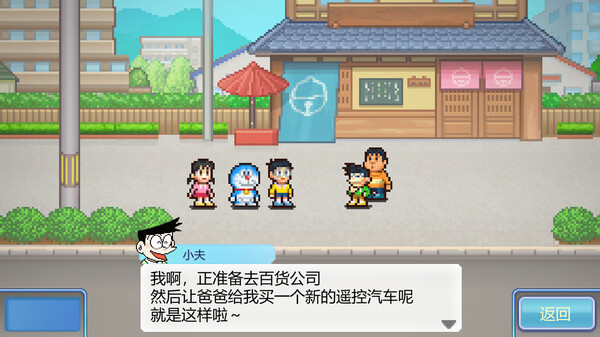 小夫
我啊，正准备去百货公司
然后让爸爸给我买一个新的遥控汽车呢
就是这样啦～
返回